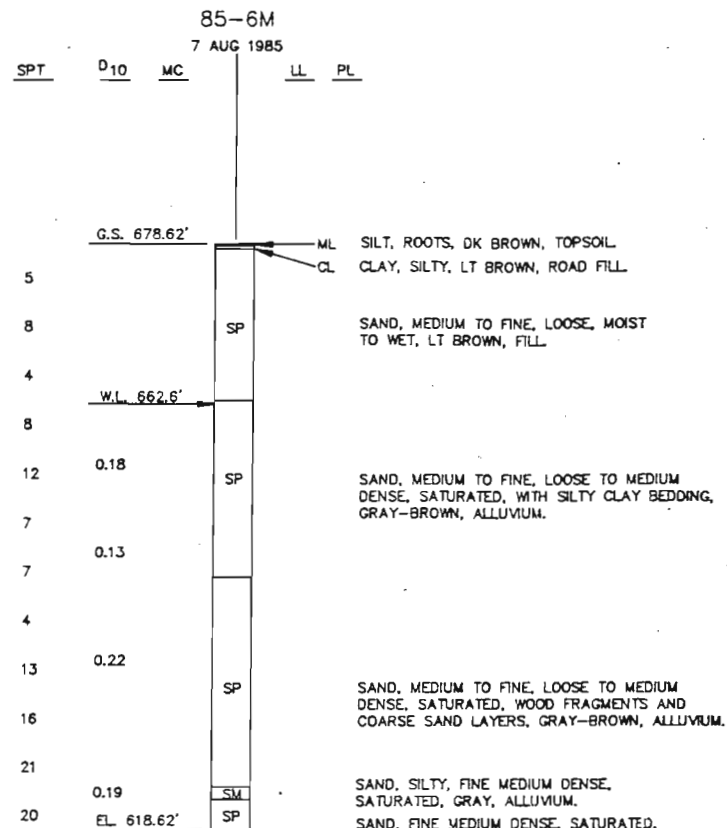 85-6M
7 AUG 1985
SPT D10 MC LL PL
G.S. 678.62'
ML SILT, ROOTS, DK BROWN, TOPSOIL
CL CLAY, SILTY, LT BROWN, ROAD FILL
5
8 SP SAND, MEDIUM TO FINE, LOOSE, MOIST
TO WET, LT BROWN, FILL
4
W.L. 662.6'
8
12 0.18 SP SAND, MEDIUM TO FINE, LOOSE TO MEDIUM
DENSE, SATURATED, WITH SILTY CLAY BEDDING,
GRAY-BROWN, ALLUVIUM.
7
0.13
7
4
13 0.22
SP SAND, MEDIUM TO FINE, LOOSE TO MEDIUM
DENSE, SATURATED, WOOD FRAGMENTS AND
COARSE SAND LAYERS, GRAY-BROWN, ALLUVIUM.
16
21
0.19 SM SAND, SILTY, FINE MEDIUM DENSE,
SATURATED, GRAY, ALLUVIUM.
20 EL. 618.62' SP SAND, FINE MEDIUM DENSE, SATURATED,